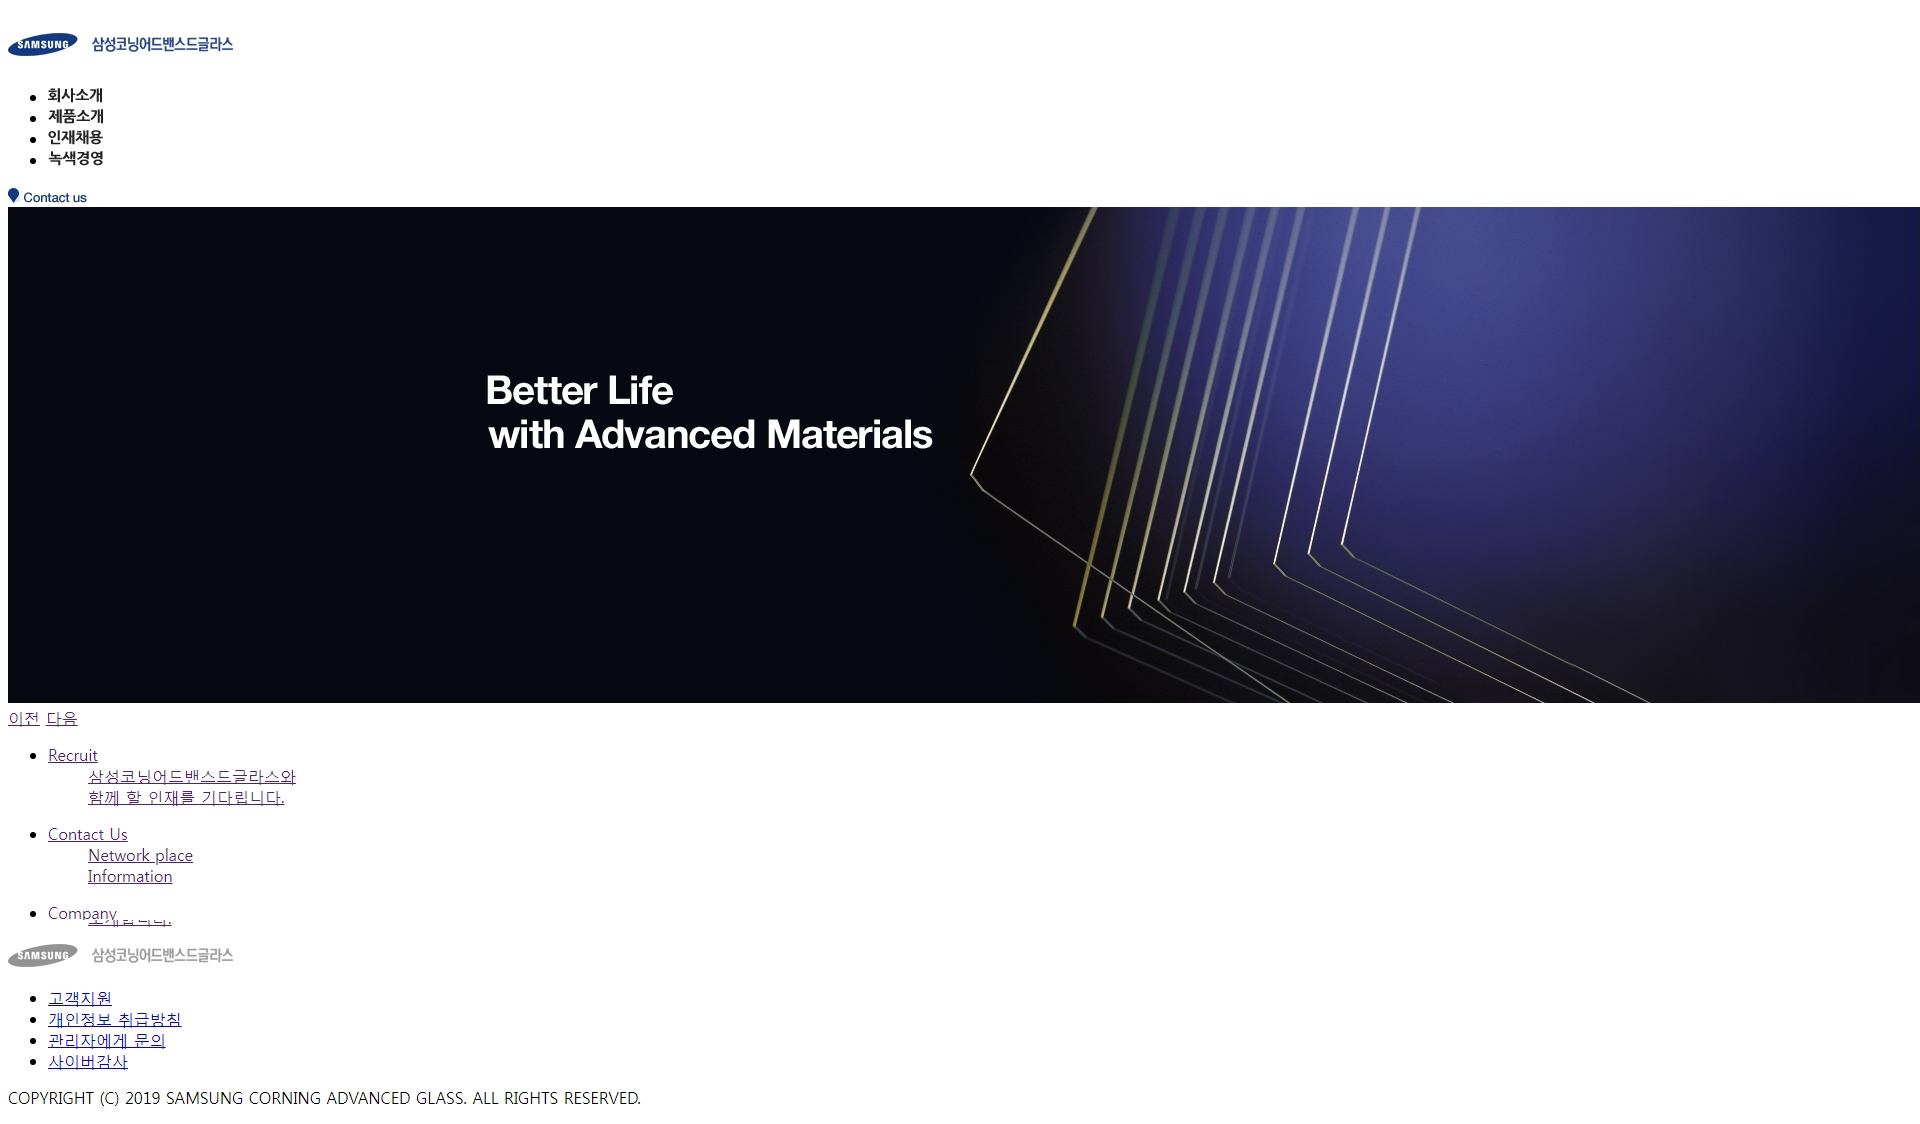 SAMSUNG 삼성코닝어드밴스드글라스
회사소개
제품소개
인재채용
녹색경영
Contact us
Better Life
with Advanced Materials
이전 다음
Recruit
삼성코닝어드밴스드글라스와
함께 할 인재를 기다립니다.
Contact Us
Network place
Information
Company
SAMSUNG 삼성코닝어드밴스드글라스
고객지원
개인정보 취급방침
관리자에게 문의
사이버감사
COPYRIGHT (C) 2019 SAMSUNG CORNING ADVANCED GLASS. ALL RIGHTS RESERVED.